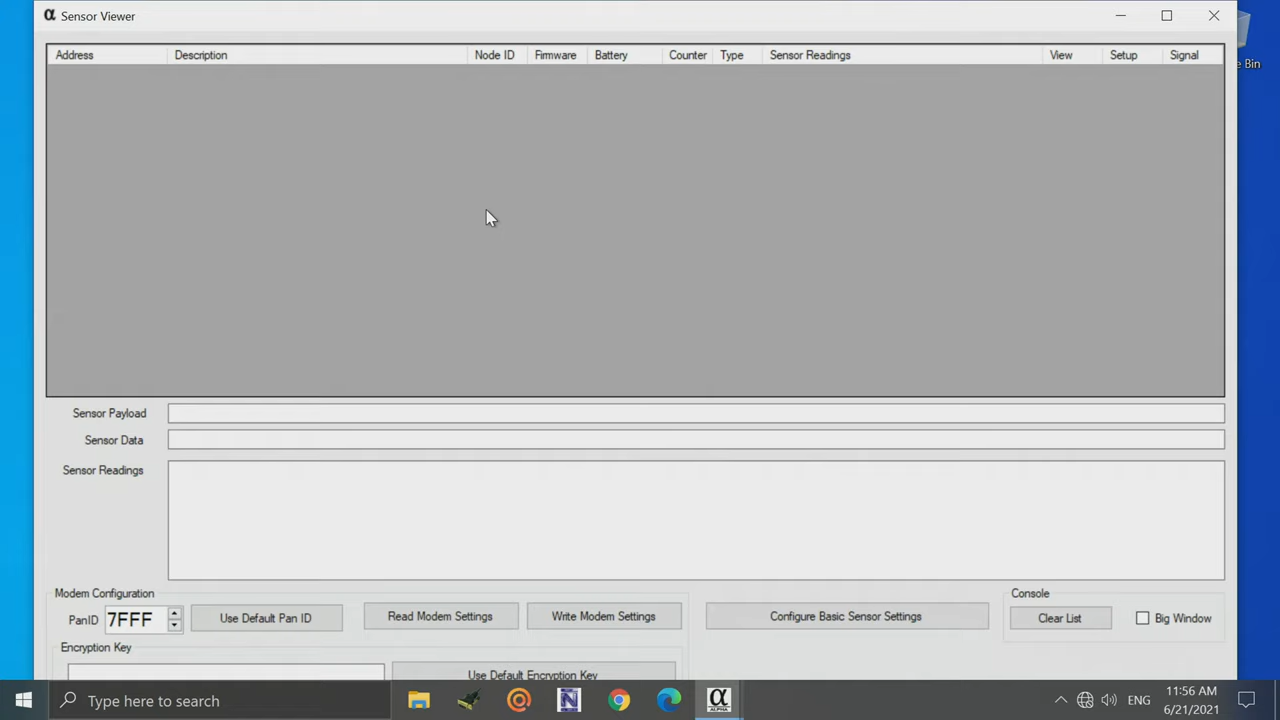 α Sensor Viewer
Address Description Node ID Firmware Battery Counter Type Sensor Readings View Setup Signal
e Bin
Sensor Payload
Sensor Data
Sensor Readings
Modem Configuration
Console
PanID 7FFF Use Default Pan ID Read Modem Settings Write Modem Settings Configure Basic Sensor Settings Clear List Big Window
Encryption Key
Use Default Encryption Key
Type here to search
α
ALPHA
ENG
11:56 AM
6/21/2021